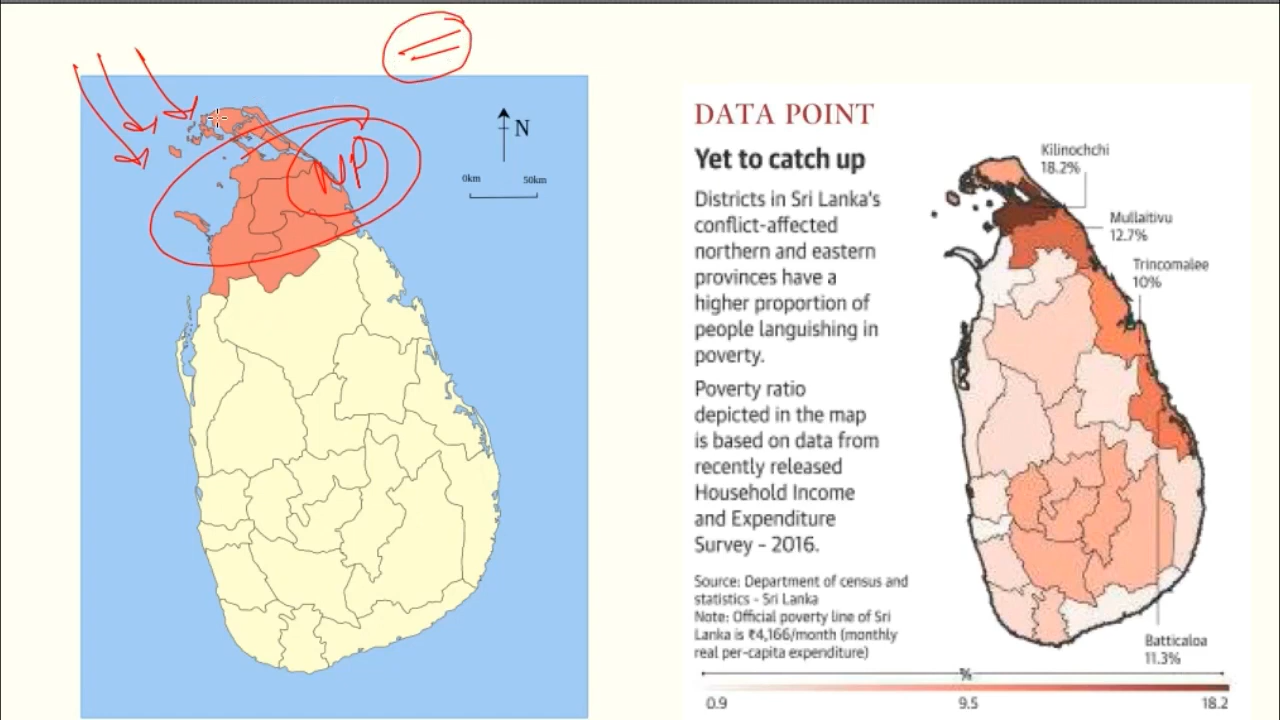 N
0km 50km
NP
DATA POINT
Yet to catch up
Districts in Sri Lanka's
conflict-affected
northern and eastern
provinces have a
higher proportion of
people languishing in
poverty.
Poverty ratio
depicted in the map
is based on data from
recently released
Household Income
and Expenditure
Survey – 2016.
Source: Department of census and
statistics - Sri Lanka
Note: Official poverty line of Sri
Lanka is ₹4,166/month (monthly
real per-capita expenditure)
Kilinochchi
18.2%
Mullaitivu
12.7%
Trincomalee
10%
Batticaloa
11.3%
%
0.9 9.5 18.2